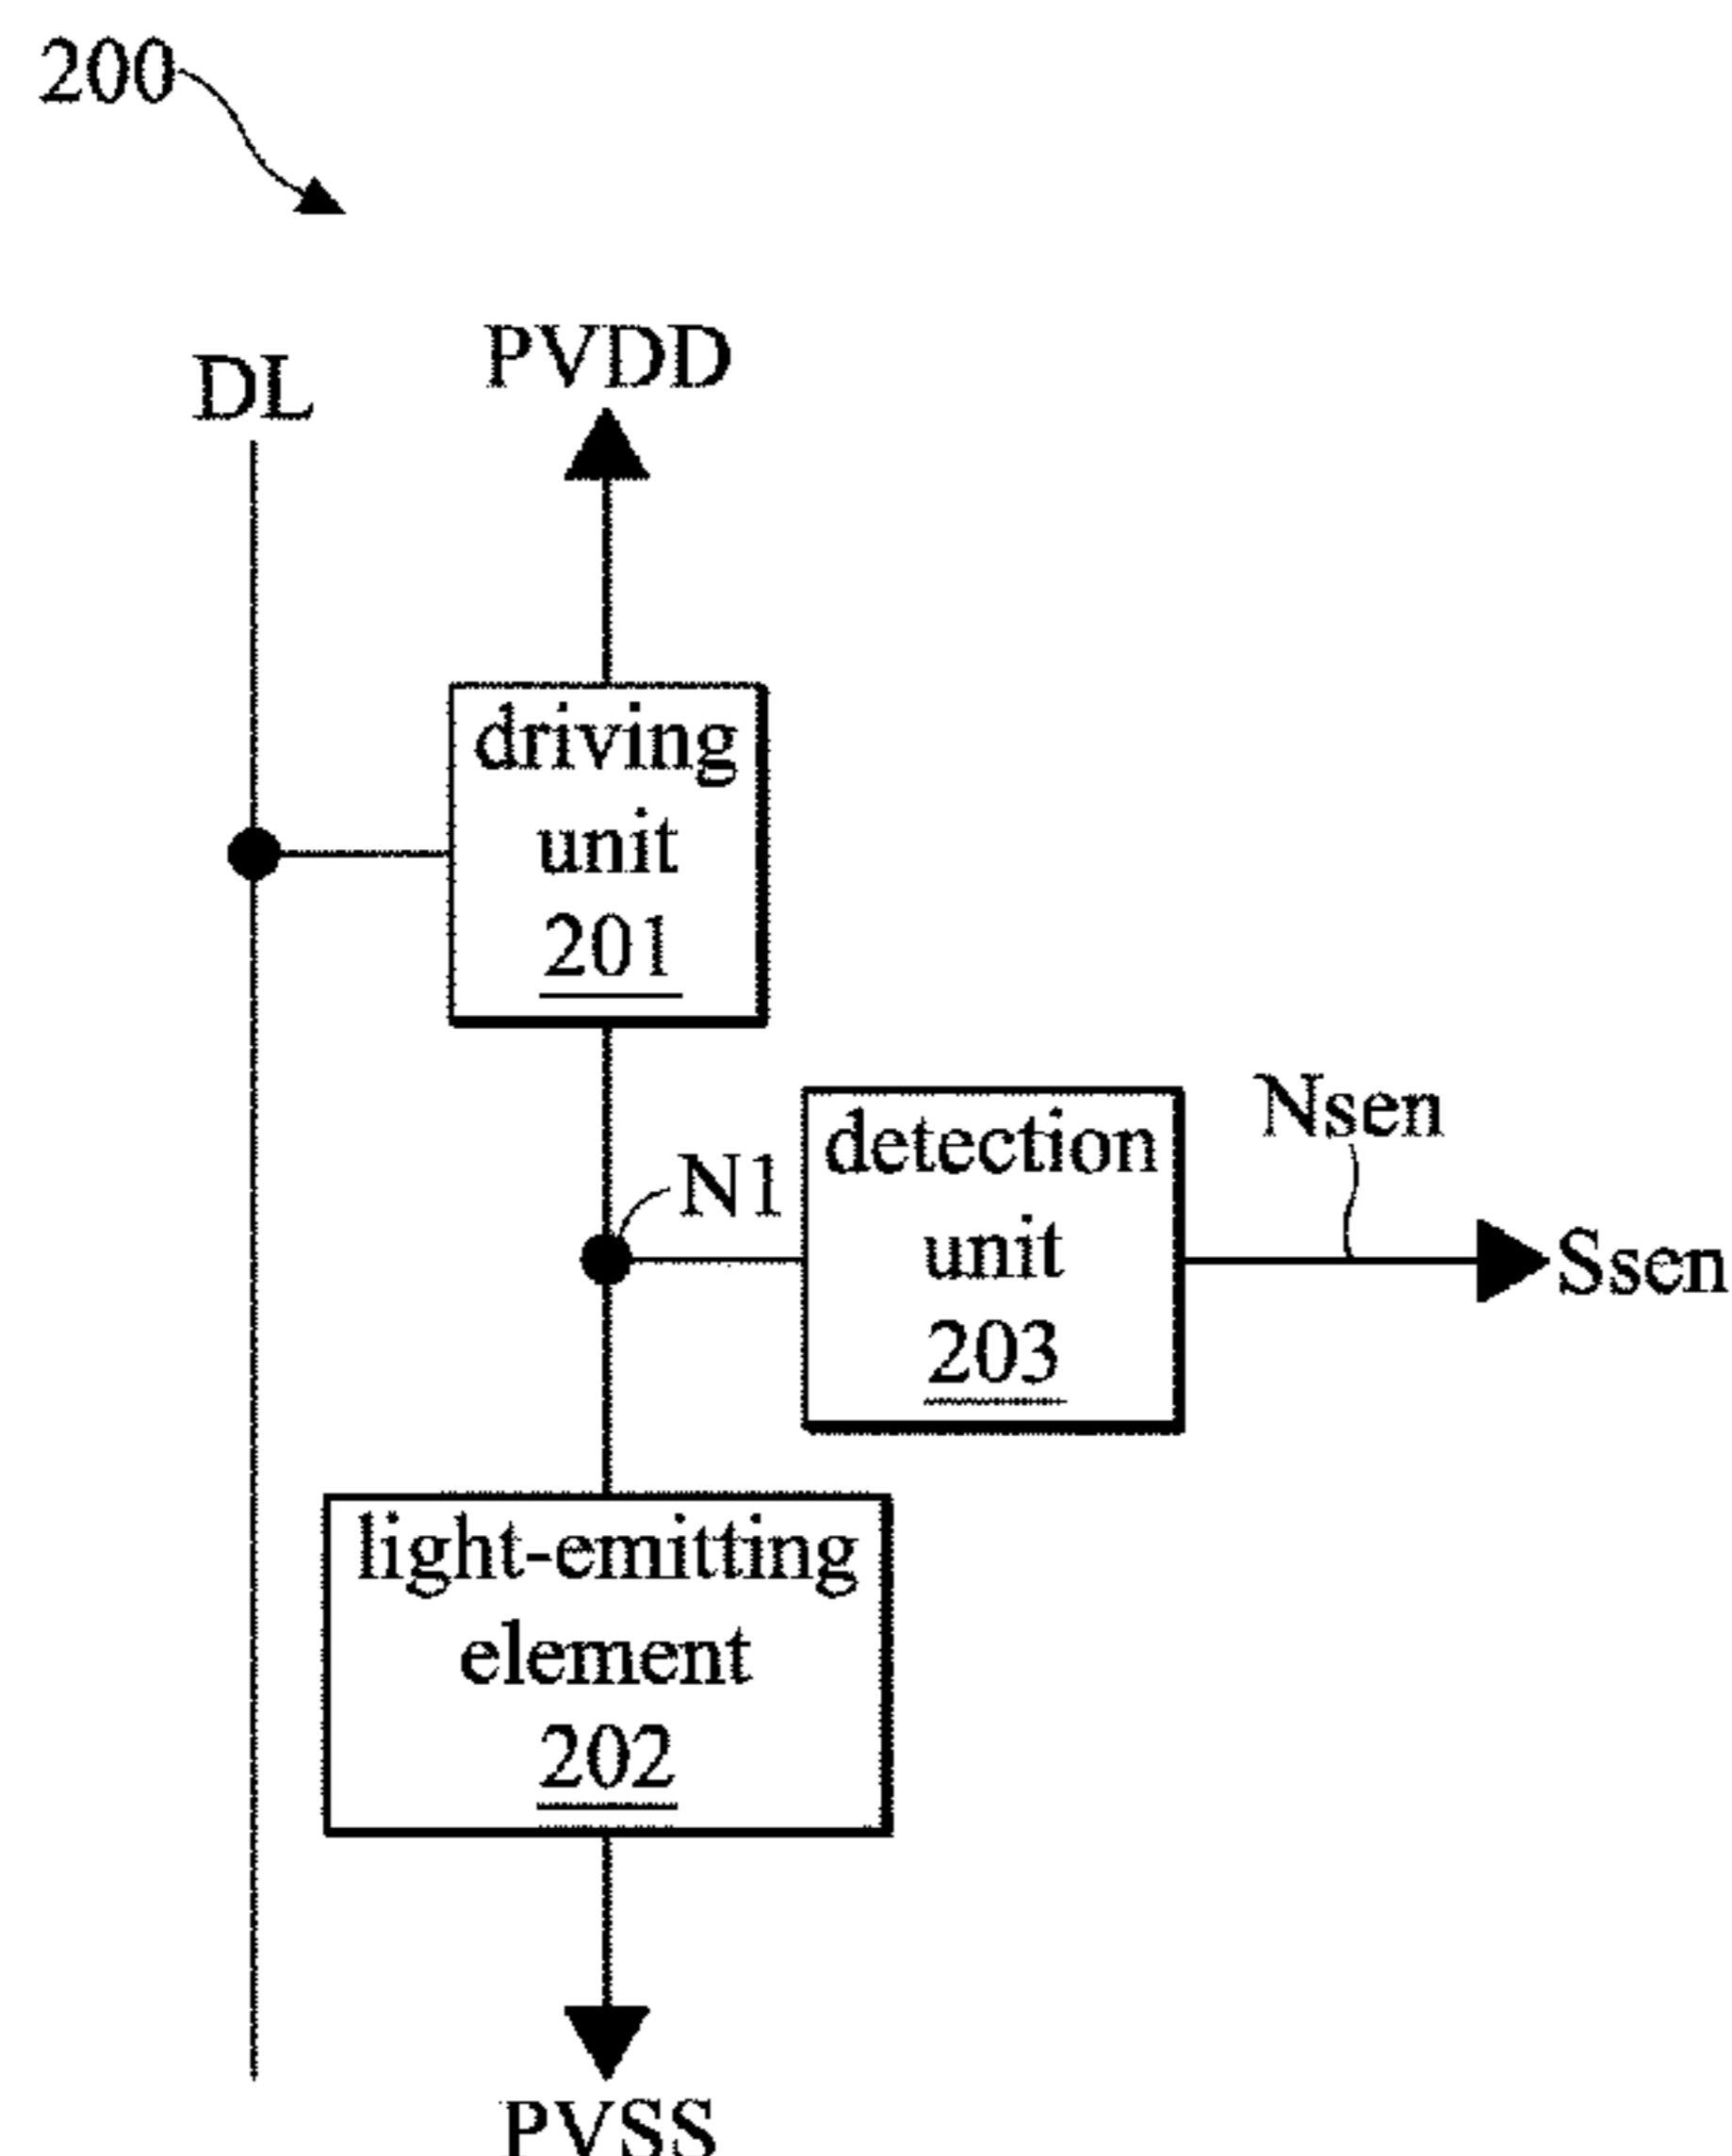 200
DL
PVDD
driving
unit
201
N1
detection
unit
203
Nsen
Ssen
light-emitting
element
202
PVSS